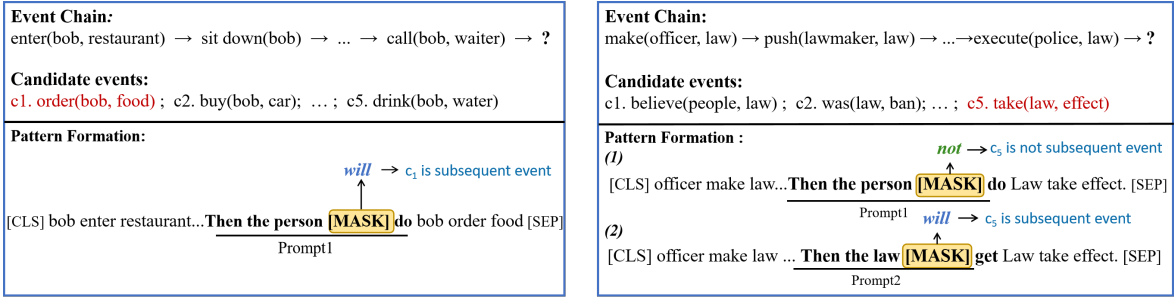 Event Chain:
enter(bob, restaurant) → sit down(bob) → ... → call(bob, waiter) → ?
Candidate events:
c1. order(bob, food) ; c2. buy(bob, car); … ; c5. drink(bob, water)
Pattern Formation:
will → c1 is subsequent event
[CLS] bob enter restaurant...Then the person [MASK] do bob order food [SEP]
Prompt1
Event Chain:
make(officer, law) → push(lawmaker, law) → ...→execute(police, law) → ?
Candidate events:
c1. believe(people, law) ; c2. was(law, ban); … ; c5. take(law, effect)
Pattern Formation :
(1)
not → c5 is not subsequent event
[CLS] officer make law...Then the person [MASK] do Law take effect. [SEP]
Prompt1
(2)
will → c5 is subsequent event
[CLS] officer make law ... Then the law [MASK] get Law take effect. [SEP]
Prompt2